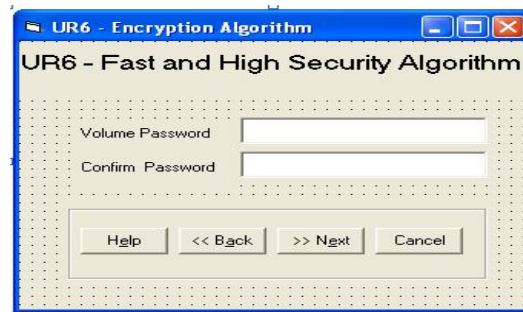 UR6 - Encryption Algorithm
UR6 - Fast and High Security Algorithm
Volume Password
Confirm Password
Help << Back >> Next Cancel